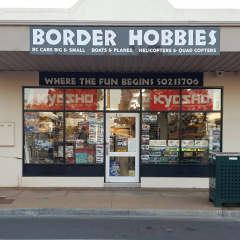 BORDER HOBBIES
RC CARS BIG & SMALL BOATS & PLANES HELICOPTERS & QUAD COPTERS
WHERE THE FUN BEGINS 50211706
KYOSHO KYOSHO